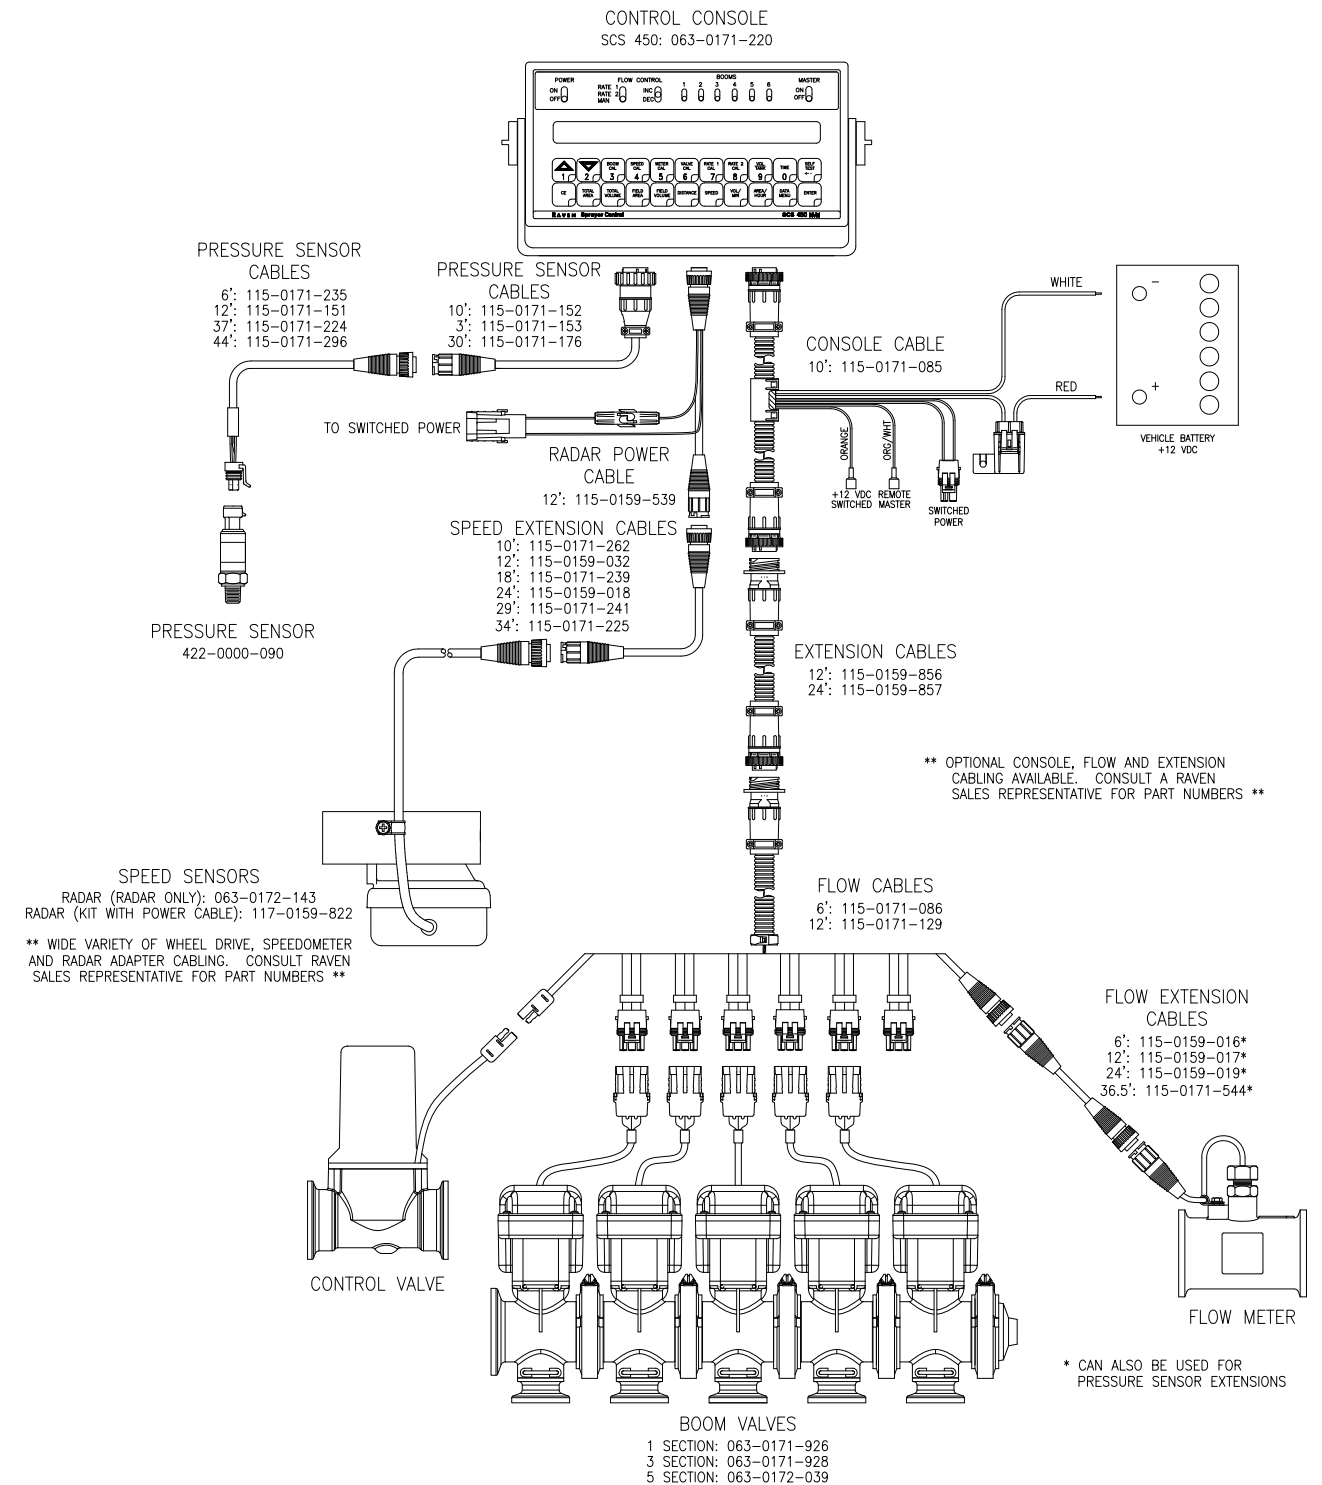 CONTROL CONSOLE
SCS 450: 063-0171-220
POWER
ON
OFF
FLOW CONTROL
RATE 1
RATE 2
MAN
INC
DEC
BOOMS
1 2 3 4 5 6
MASTER
ON
OFF
1
2
BOOM CAL 3
SPEED CAL 4
METER CAL 5
VALVE CAL 6
RATE 1 CAL 7
RATE 2 CAL 8
VOL TANK 9
TIME 0
SELF TEST
CE
TOTAL AREA
TOTAL VOLUME
FIELD AREA
FIELD VOLUME
DISTANCE
SPEED
VOL/ MIN
AREA/ HOUR
DATA MENU
ENTER
RAVEN Sprayer Control
SCS 450
PRESSURE SENSOR
CABLES
6': 115-0171-235
12': 115-0171-151
37': 115-0171-224
44': 115-0171-296
PRESSURE SENSOR
CABLES
10': 115-0171-152
3': 115-0171-153
30': 115-0171-176
WHITE
RED
- 
+
VEHICLE BATTERY
+12 VDC
CONSOLE CABLE
10': 115-0171-085
ORANGE
ORG/WHT
+12 VDC
SWITCHED
REMOTE
MASTER
SWITCHED
POWER
TO SWITCHED POWER
RADAR POWER
CABLE
12': 115-0159-539
SPEED EXTENSION CABLES
10': 115-0171-262
12': 115-0159-032
18': 115-0171-239
24': 115-0159-018
29': 115-0171-241
34': 115-0171-225
PRESSURE SENSOR
422-0000-090
EXTENSION CABLES
12': 115-0159-856
24': 115-0159-857
** OPTIONAL CONSOLE, FLOW AND EXTENSION
CABLING AVAILABLE. CONSULT A RAVEN
SALES REPRESENTATIVE FOR PART NUMBERS **
SPEED SENSORS
RADAR (RADAR ONLY): 063-0172-143
RADAR (KIT WITH POWER CABLE): 117-0159-822
** WIDE VARIETY OF WHEEL DRIVE, SPEEDOMETER
AND RADAR ADAPTER CABLING. CONSULT RAVEN
SALES REPRESENTATIVE FOR PART NUMBERS **
FLOW CABLES
6': 115-0171-086
12': 115-0171-129
FLOW EXTENSION
CABLES
6': 115-0159-016*
12': 115-0159-017*
24': 115-0159-019*
36.5': 115-0171-544*
CONTROL VALVE
FLOW METER
* CAN ALSO BE USED FOR
PRESSURE SENSOR EXTENSIONS
BOOM VALVES
1 SECTION: 063-0171-926
3 SECTION: 063-0171-928
5 SECTION: 063-0172-039